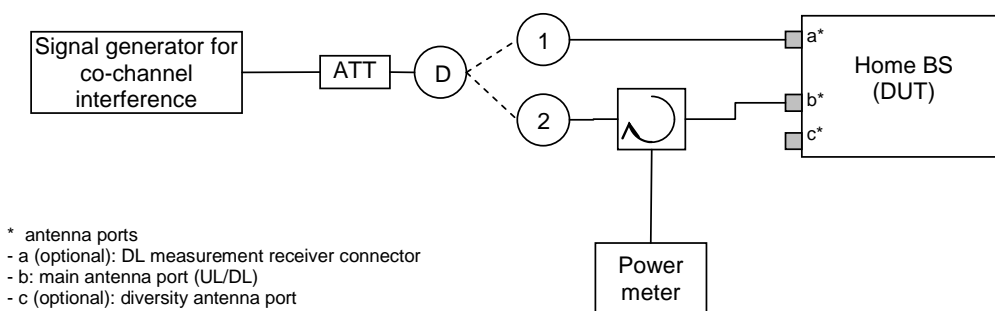 Signal generator for
co-channel
interference
ATT
D
1
2
a*
b*
c*
Home BS
(DUT)
Power
meter
* antenna ports
- a (optional): DL measurement receiver connector
- b: main antenna port (UL/DL)
- c (optional): diversity antenna port